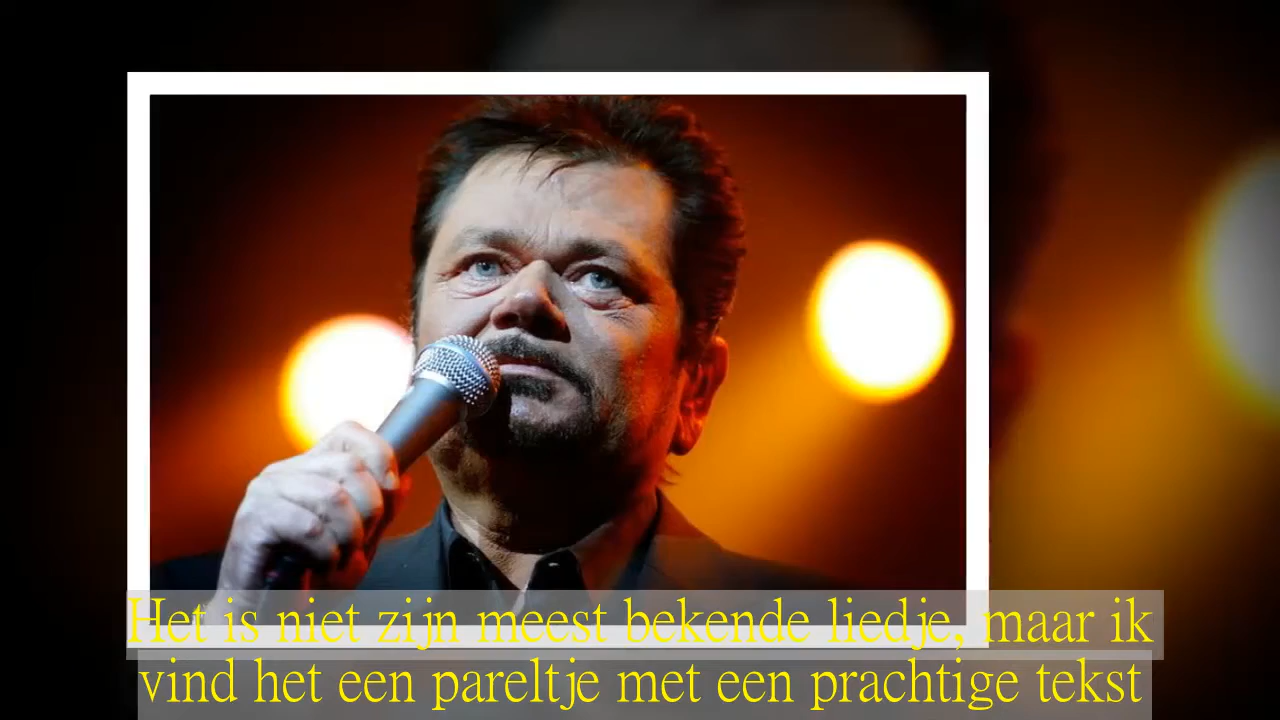 Het is niet zijn meest bekende liedje, maar ik
vind het een pareltje met een prachtige tekst